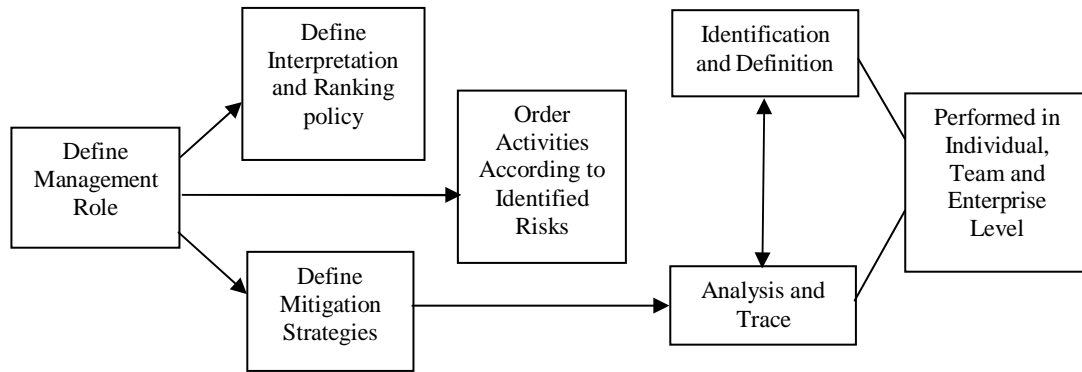 Define
Management
Role
Define
Interpretation
and Ranking
policy
Order
Activities
According to
Identified
Risks
Define
Mitigation
Strategies
Identification
and Definition
Analysis and
Trace
Performed in
Individual,
Team and
Enterprise
Level